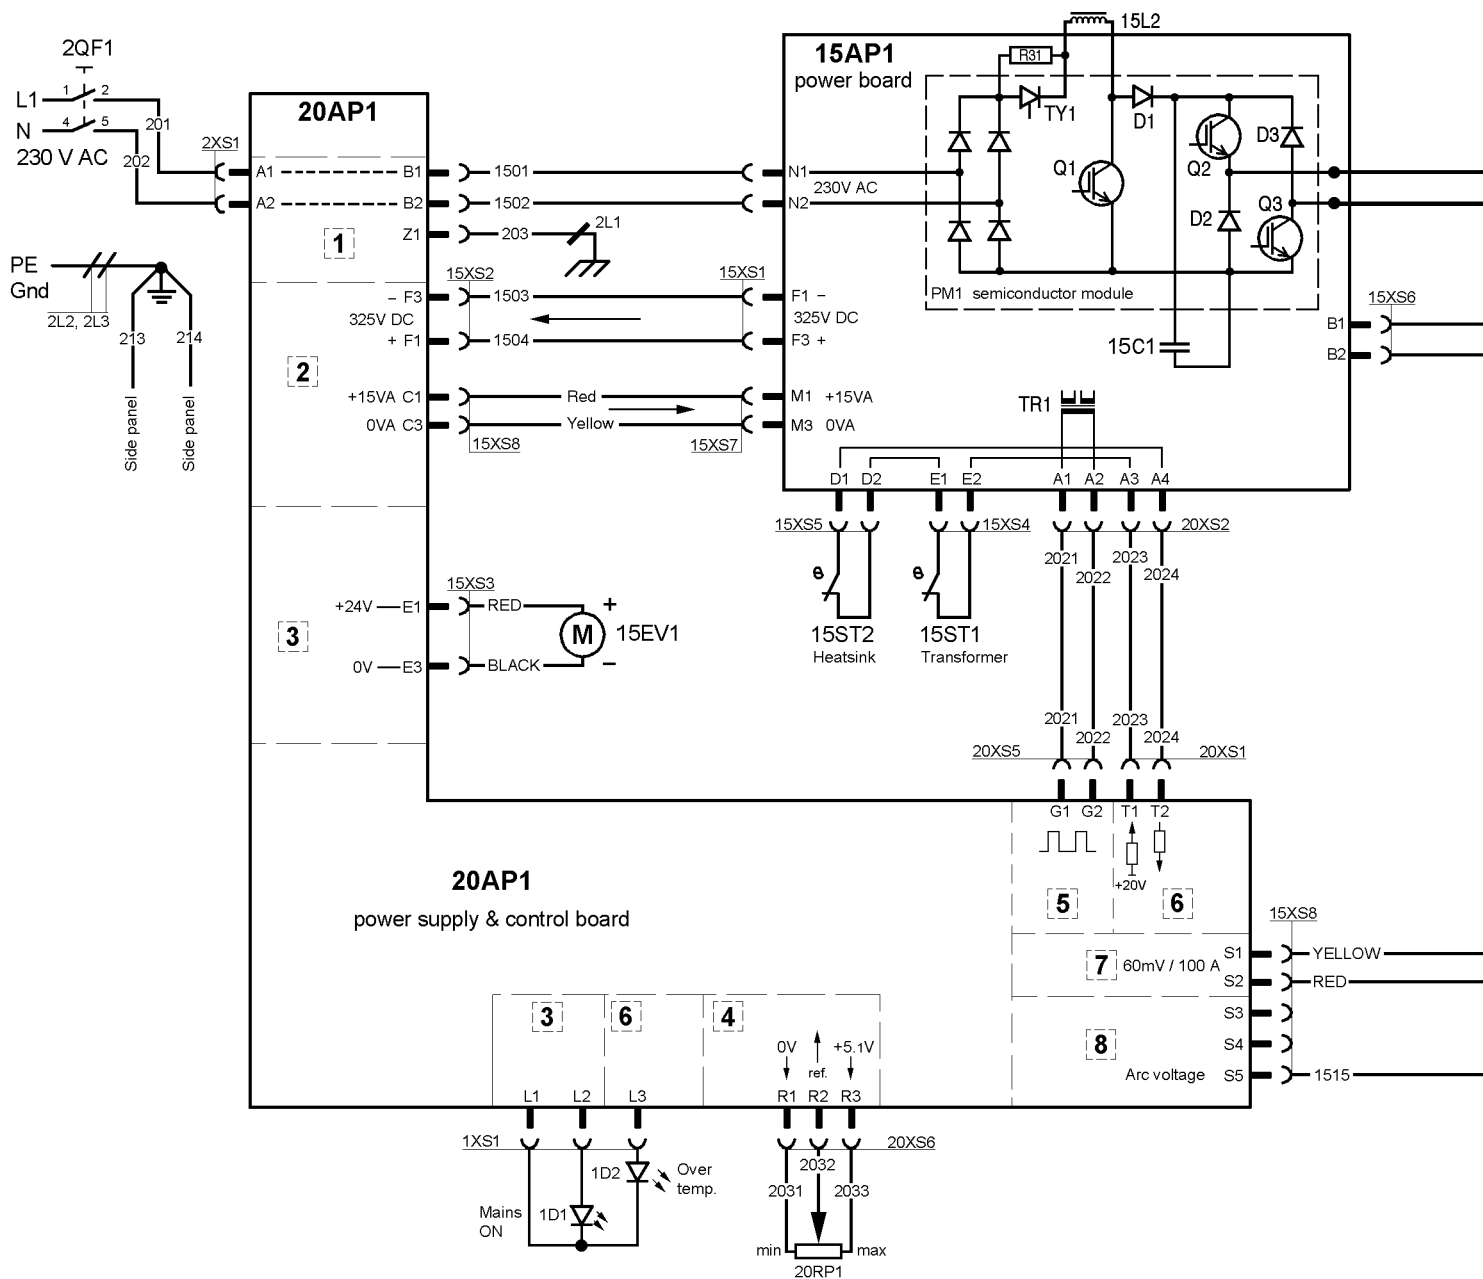 2QF1
L1 1 2
201
N 4 5
230 V AC
202
2XS1
20AP1
A1 B1
A2 B2
Z1
1
1501
1502
203
2L1
PE
Gnd
2L2, 2L3
213
214
Side panel
Side panel
15XS2
15XS1
– F3
1503
F1 –
325V DC
325V DC
+ F1
1504
F3 +
2
+15VA C1
Red
M1 +15VA
0VA C3
Yellow
M3 0VA
15XS8
15XS7
15AP1
power board
15L2
R31
TY1
D1
D3
Q1
Q2
D2
Q3
N1
230V AC
N2
PM1 semiconductor module
15C1
15XS6
B1
B2
TR1
D1 D2 E1 E2 A1 A2 A3 A4
15XS5
15XS4
20XS2
2021
2022
2023
2024
15ST2
Heatsink
15ST1
Transformer
15XS3
+24V E1
RED
+
M
15EV1
3
0V E3
BLACK
–
2021
2022
2023
2024
20XS5
20XS1
G1 G2 T1 T2
+20V
5
6
20AP1
power supply & control board
15XS8
7
60mV / 100 A
S1
YELLOW
S2
RED
S3
8
S4
Arc voltage
S5
1515
3
6
4
0V
ref.
+5.1V
L1 L2 L3
R1 R2 R3
1XS1
20XS6
1D2
Over
temp.
Mains
ON
1D1
2032
2031
2033
min
max
20RP1